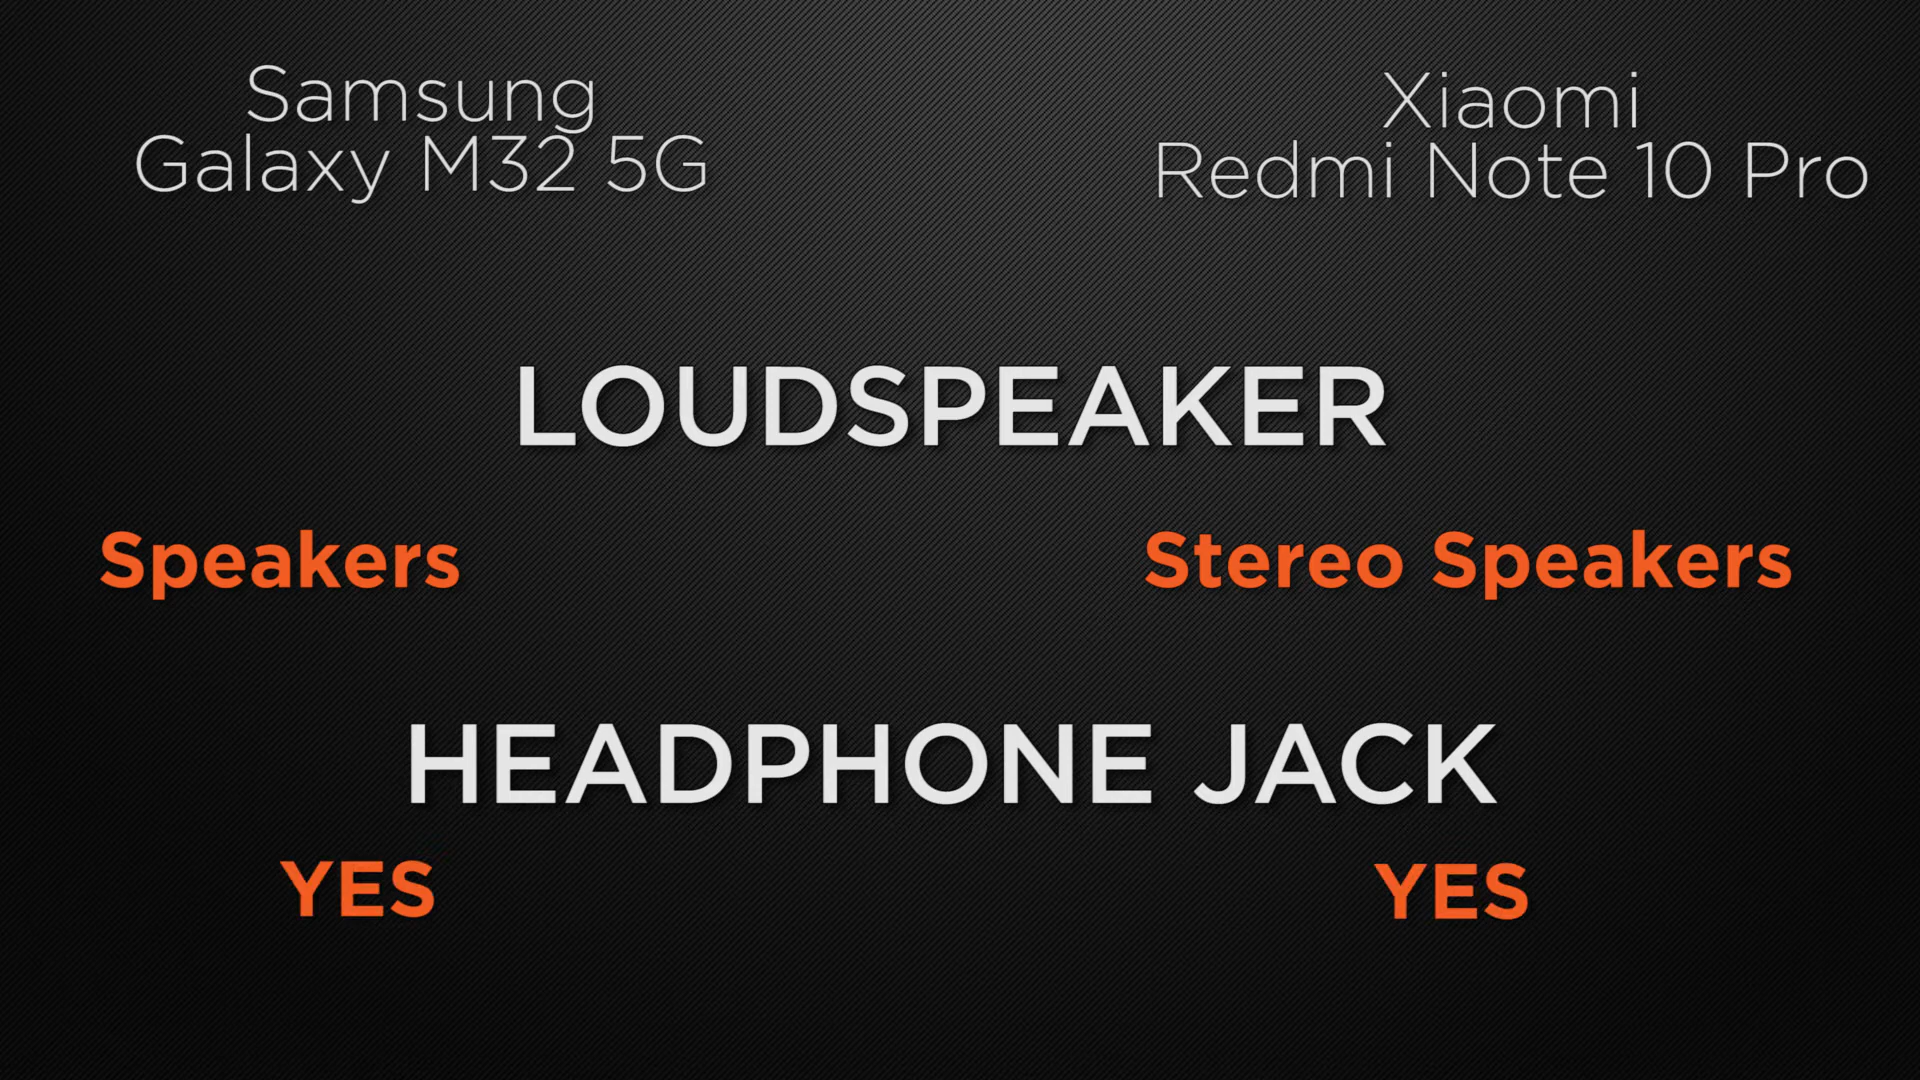 Samsung
Galaxy M32 5G
Xiaomi
Redmi Note 10 Pro
LOUDSPEAKER
Speakers
Stereo Speakers
HEADPHONE JACK
YES
YES